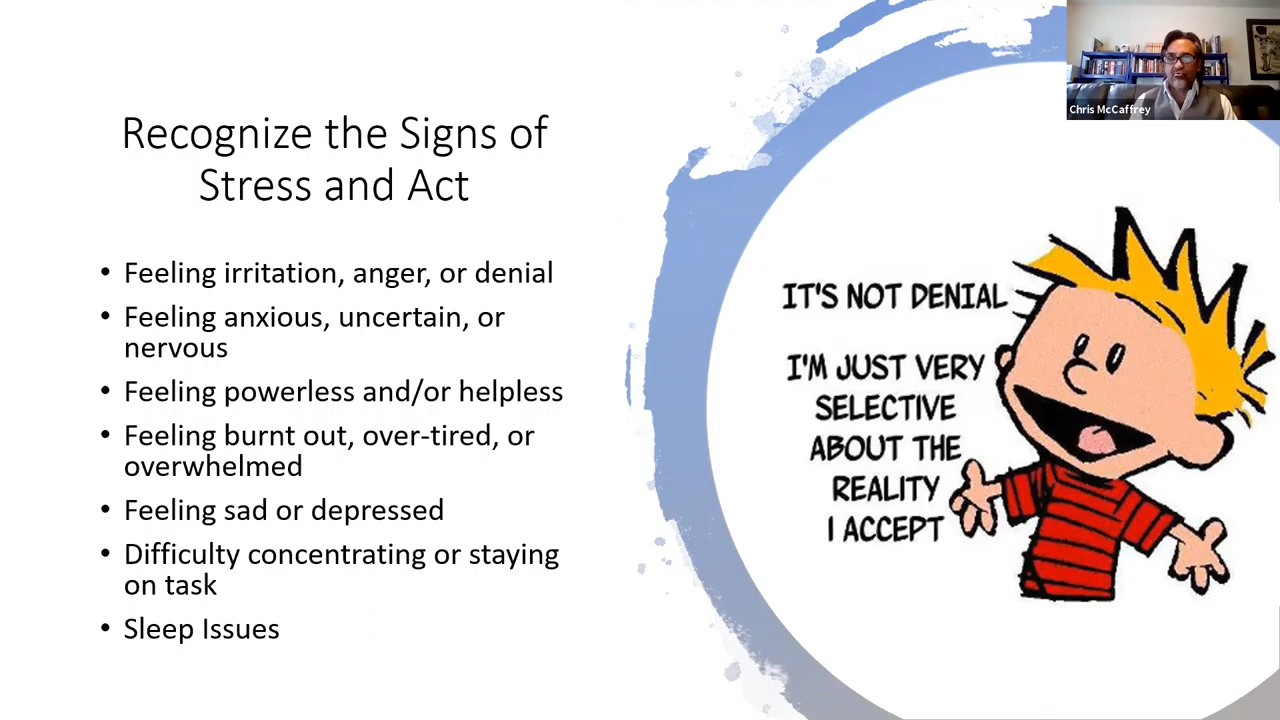 Recognize the Signs of
Stress and Act
• Feeling irritation, anger, or denial
• Feeling anxious, uncertain, or
nervous
• Feeling powerless and/or helpless
• Feeling burnt out, over-tired, or
overwhelmed
• Feeling sad or depressed
• Difficulty concentrating or staying
on task
• Sleep Issues
IT'S NOT DENIAL
I'M JUST VERY
SELECTIVE
ABOUT THE
REALITY
I ACCEPT
Chris McCaffrey